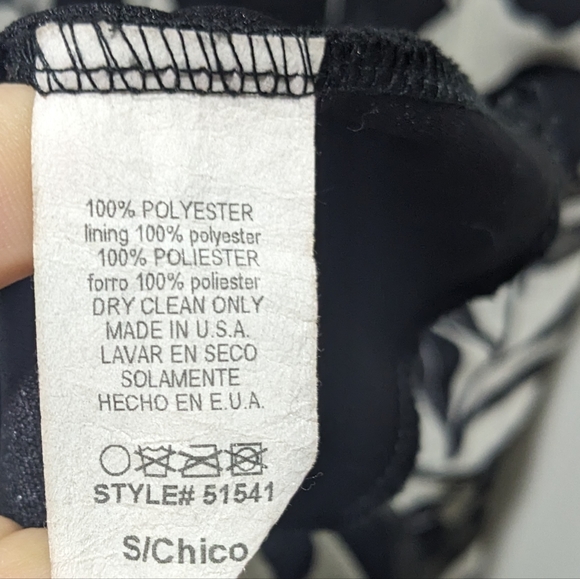 100% POLYESTER
lining 100% polyester
100% POLIESTER
forro 100% poliester
DRY CLEAN ONLY
MADE IN U.S.A.
LAVAR EN SECO
SOLAMENTE
HECHO EN E.U.A.
STYLE# 51541
S/Chico